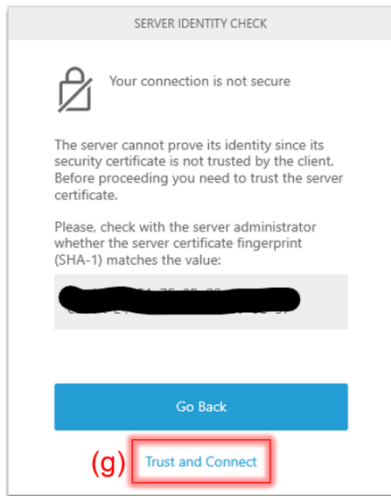 SERVER IDENTITY CHECK
Your connection is not secure
The server cannot prove its identity since its
security certificate is not trusted by the client.
Before proceeding you need to trust the server
certificate.
Please, check with the server administrator
whether the server certificate fingerprint
(SHA-1) matches the value:
Go Back
(g) Trust and Connect